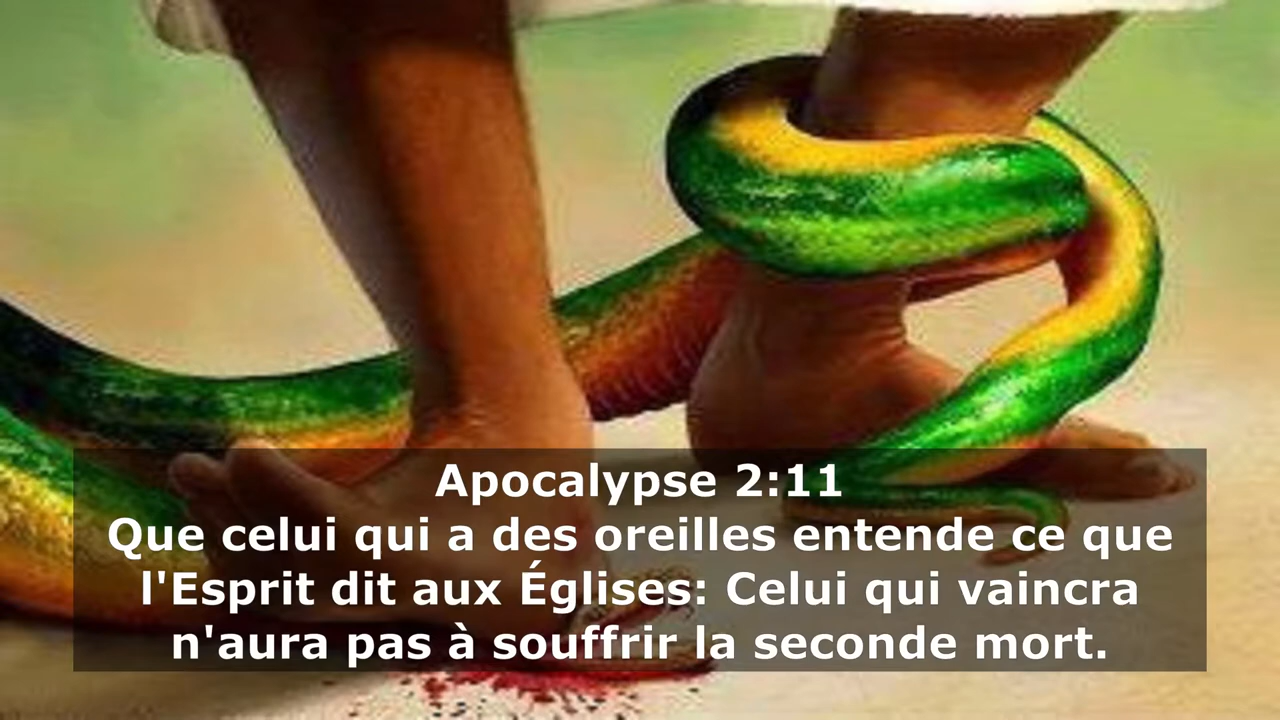 Apocalypse 2:11
Que celui qui a des oreilles entende ce que
l'Esprit dit aux Églises: Celui qui vaincra
n'aura pas à souffrir la seconde mort.